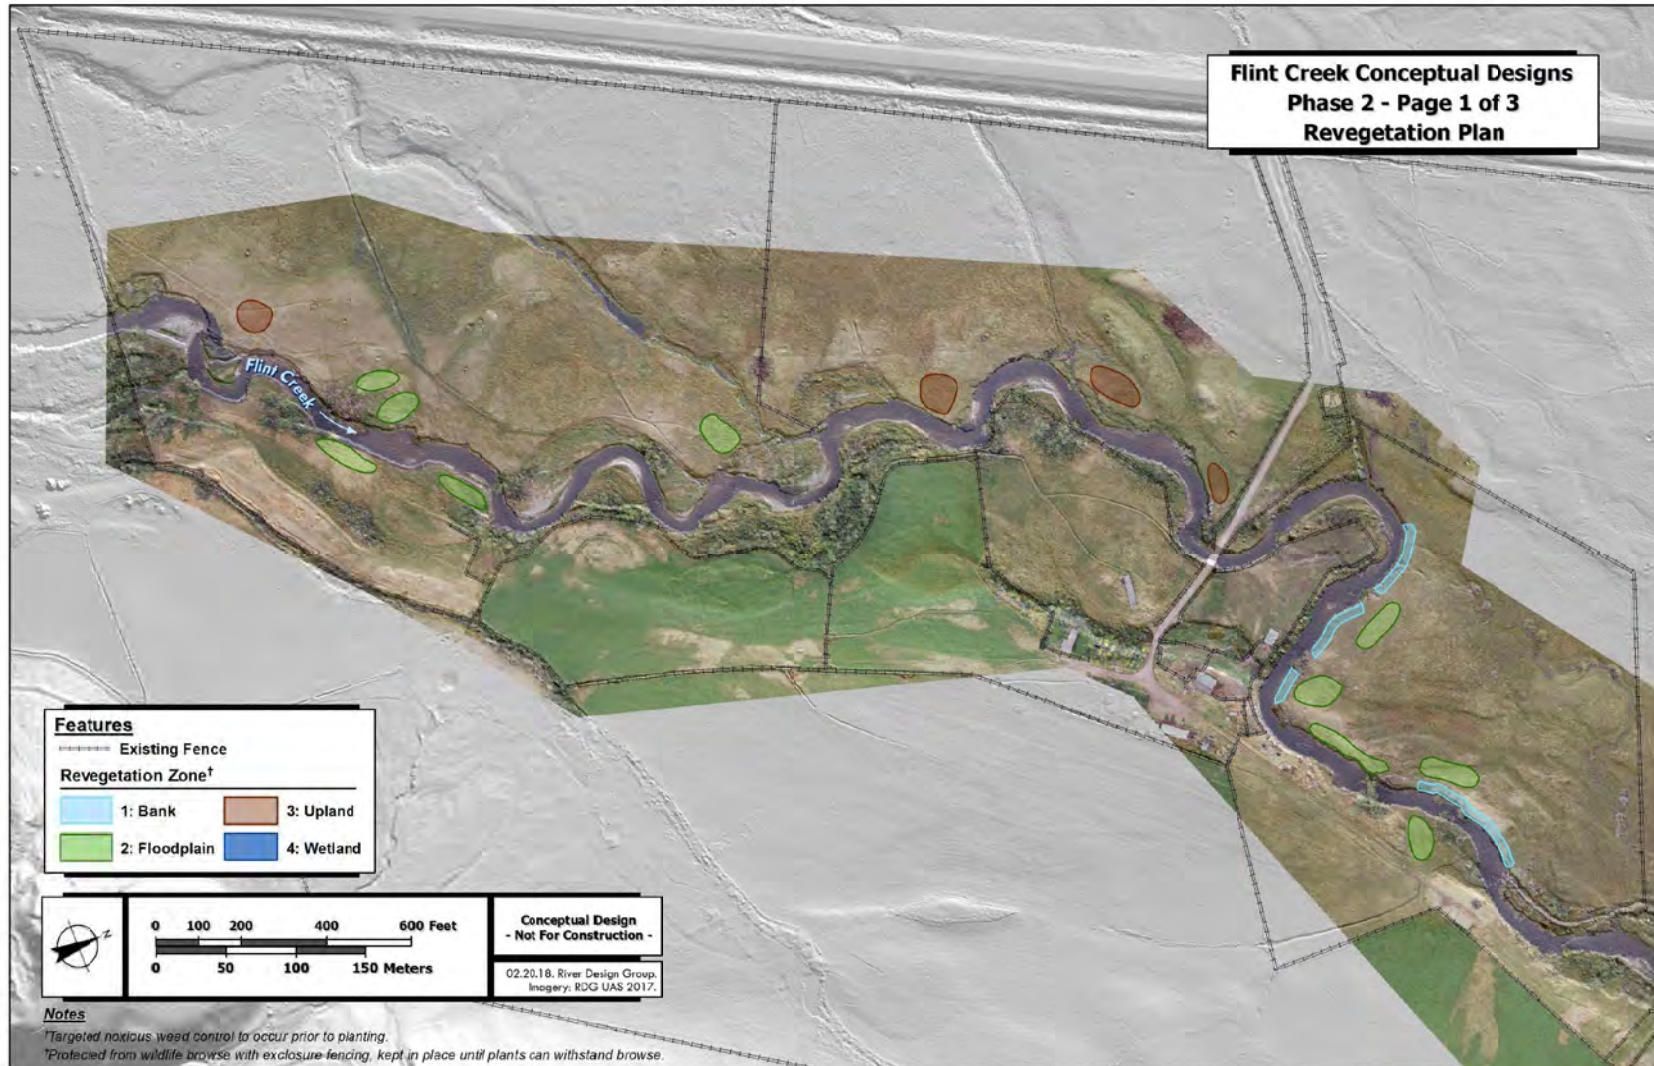 Flint Creek Conceptual Designs
Phase 2 - Page 1 of 3
Revegetation Plan
Flint Creek
Features
Existing Fence
Revegetation Zone†
1: Bank
3: Upland
2: Floodplain
4: Wetland
N
0 100 200 400 600 Feet
0 50 100 150 Meters
Conceptual Design
- Not For Construction -
02.20.18. River Design Group.
Imagery: RDG UAS 2017.
Notes
†Targeted noxious weed control to occur prior to planting.
†Protected from wildlife browse with exclosure fencing, kept in place until plants can withstand browse.